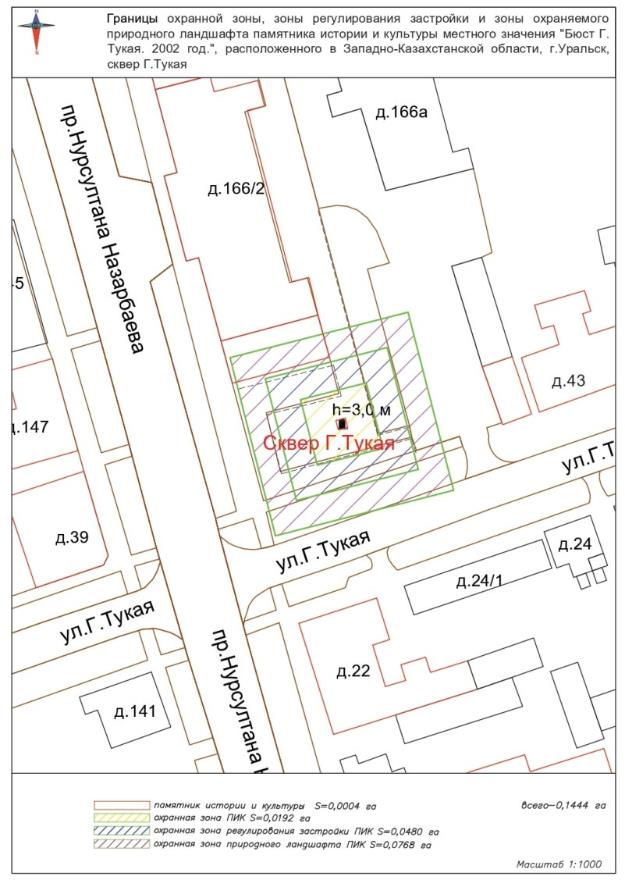 Границы охранной зоны, зоны регулирования застройки и зоны охраняемого
природного ландшафта памятника истории и культуры местного значения "Бюст Г.
Тукая. 2002 год.", расположенного в Западно-Казахстанской области, г.Уральск,
сквер Г.Тукая
д.166а
пр.Нурсултана Назарбаева
д.166/2
45
д.43
h=3,0 м
Сквер Г.Тукая
д.147
ул.Г.Т
д.39
ул.Г.Тукая
д.24
д.24/1
ул.Г.Тукая
д.22
пр.Нурсултана Н
д.141
памятник истории и культуры S=0,0004 га
всего-0,1444 га
охранная зона ПИК S=0,0192 га
охранная зона регулирования застройки ПИК S=0,0480 га
охранная зона природного ландшафта ПИК S=0,0768 га
Масштаб 1:1000